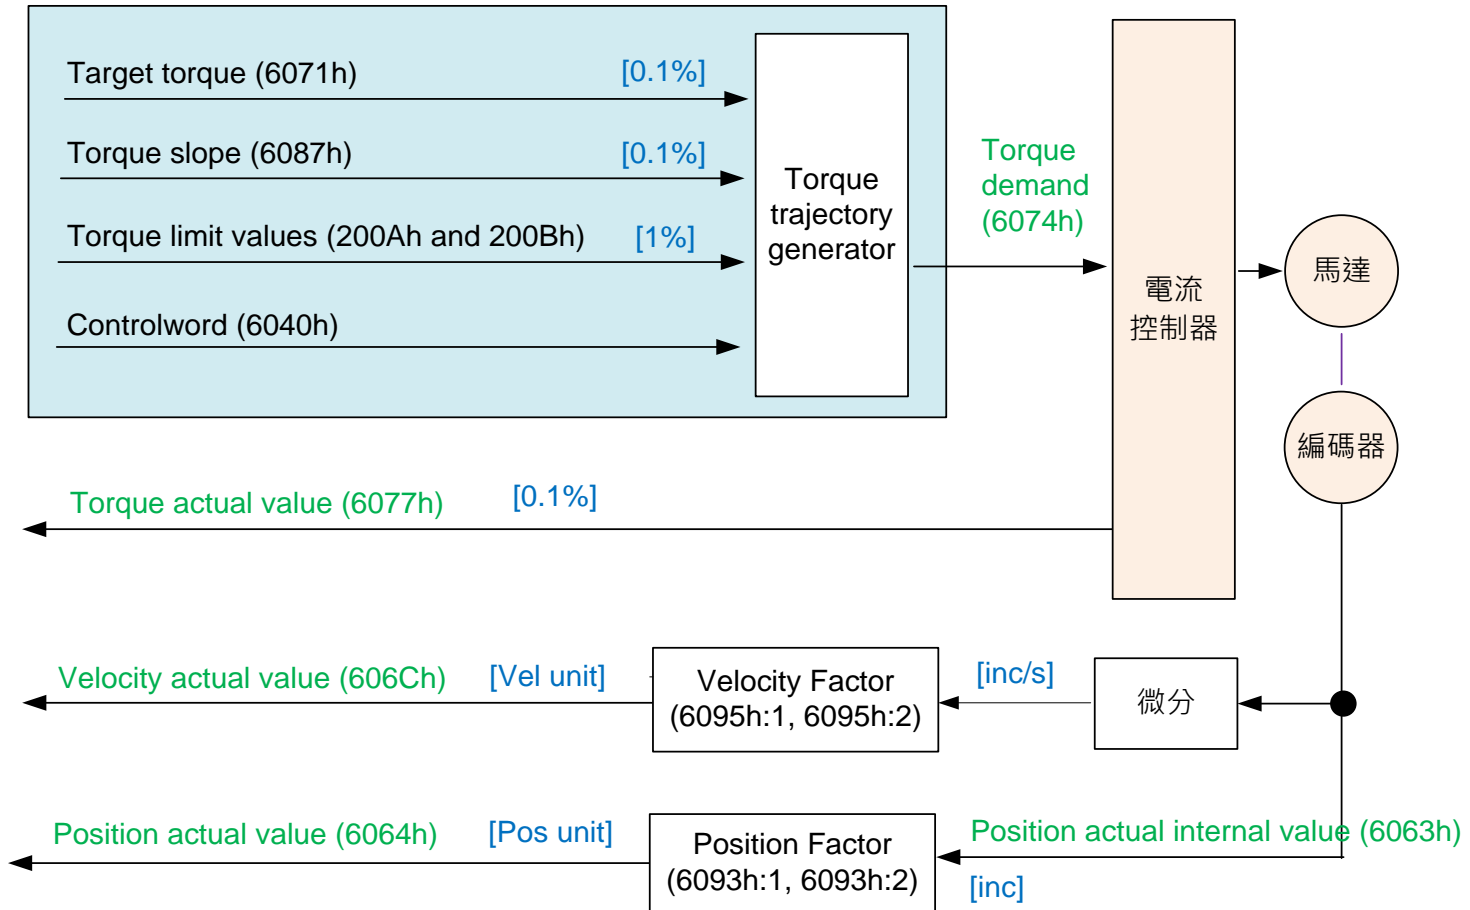 Target torque (6071h) [0.1%]
Torque slope (6087h) [0.1%]
Torque limit values (200Ah and 200Bh) [1%]
Controlword (6040h)
Torque
trajectory
generator
Torque
demand
(6074h)
電流
控制器
馬達
編碼器
Torque actual value (6077h) [0.1%]
Velocity actual value (606Ch) [Vel unit]
Velocity Factor
(6095h:1, 6095h:2)
[inc/s]
微分
Position actual value (6064h) [Pos unit]
Position Factor
(6093h:1, 6093h:2)
Position actual internal value (6063h)
[inc]